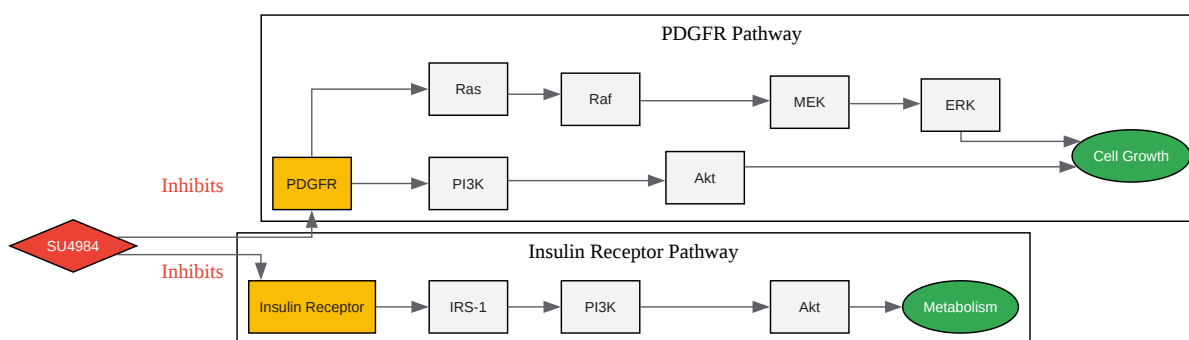 PDGFR Pathway
Ras
Raf
MEK
ERK
Cell Growth
Inhibits
PDGFR
PI3K
Akt
SU4984
Inhibits
Insulin Receptor Pathway
Insulin Receptor
IRS-1
PI3K
Akt
Metabolism